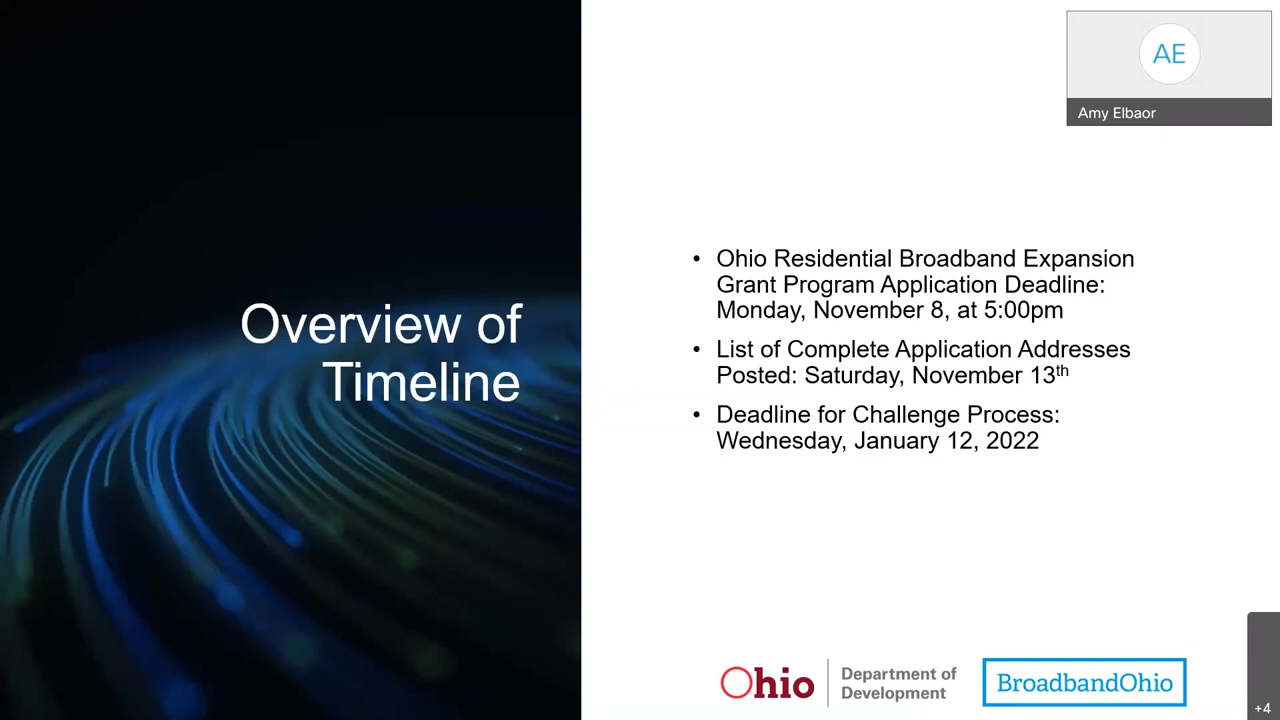 AE
Amy Elbaor
Overview of
Timeline
• Ohio Residential Broadband Expansion
Grant Program Application Deadline:
Monday, November 8, at 5:00pm
• List of Complete Application Addresses
Posted: Saturday, November 13th
• Deadline for Challenge Process:
Wednesday, January 12, 2022
Ohio
Department of
Development
BroadbandOhio
+4